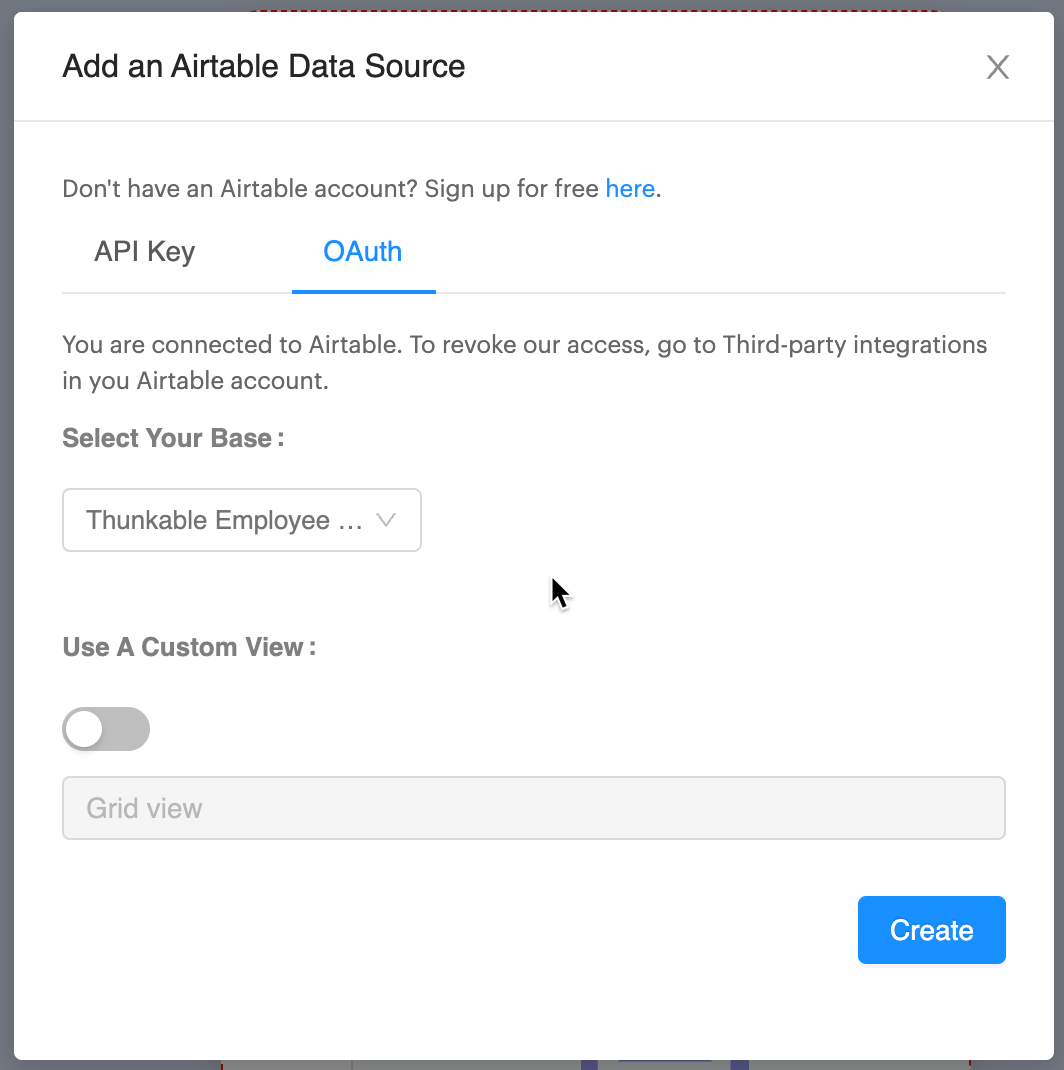 Add an Airtable Data Source
Don't have an Airtable account? Sign up for free here.
API Key
OAuth
You are connected to Airtable. To revoke our access, go to Third-party integrations
in you Airtable account.
Select Your Base :
Thunkable Employee ...
Use A Custom View :
Grid view
Create